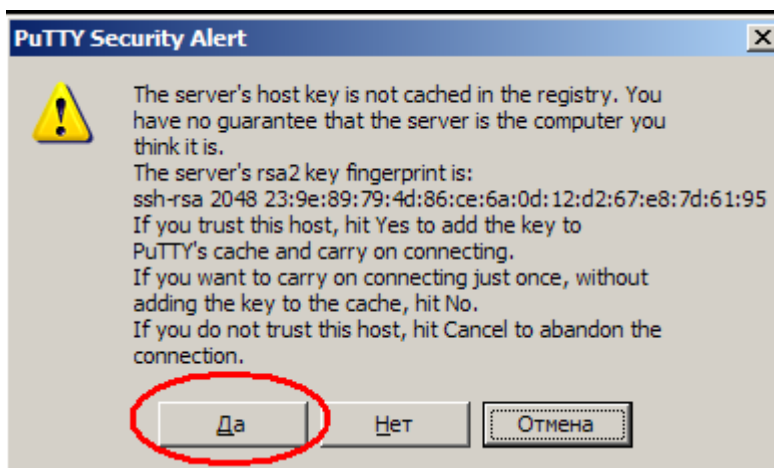 PuTTY Security Alert
The server's host key is not cached in the registry. You
have no guarantee that the server is the computer you
think it is.
The server's rsa2 key fingerprint is:
ssh-rsa 2048 23:9e:89:79:4d:86:ce:6a:0d:12:d2:67:e8:7d:61:95
If you trust this host, hit Yes to add the key to
PuTTY's cache and carry on connecting.
If you want to carry on connecting just once, without
adding the key to the cache, hit No.
If you do not trust this host, hit Cancel to abandon the
connection.
Да Нет Отмена